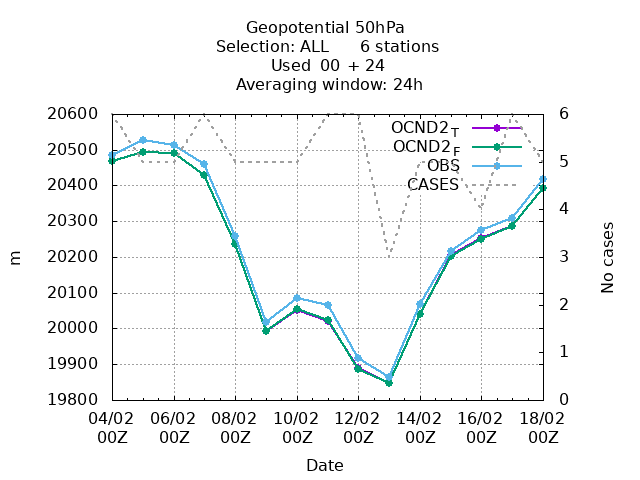 Geopotential 50hPa
Selection: ALL 6 stations
Used 00 + 24
Averaging window: 24h
OCND2_T
OCND2_F
OBS
CASES
20600
20500
20400
20300
20200
20100
20000
19900
19800
m
6
5
4
3
2
1
0
No cases
04/02 06/02 08/02 10/02 12/02 14/02 16/02 18/02
00Z 00Z 00Z 00Z 00Z 00Z 00Z 00Z
Date